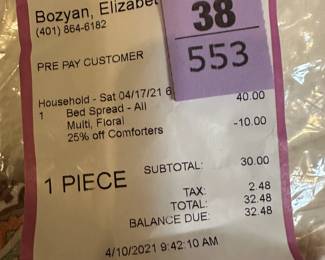 Bozyan, Elizabet
(401) 864-6182
38
553
PRE PAY CUSTOMER
Household - Sat 04/17/21 6
1 Bed Spread - All 40.00
Multi, Floral
25% off Comforters -10.00
SUBTOTAL: 30.00
1 PIECE
TAX: 2.48
TOTAL: 32.48
BALANCE DUE: 32.48
4/10/2021 9:42:10 AM